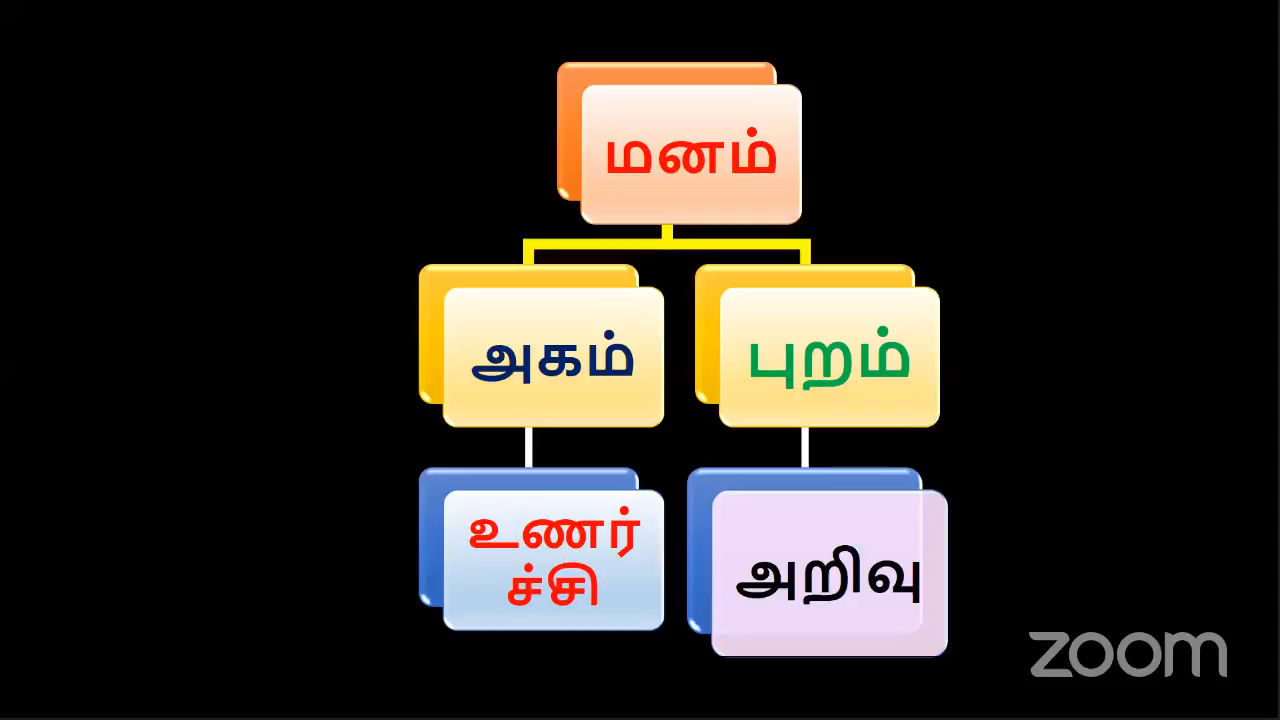 மனம்
அகம்
புறம்
உணர்
ச்சி
அறிவு
zoom